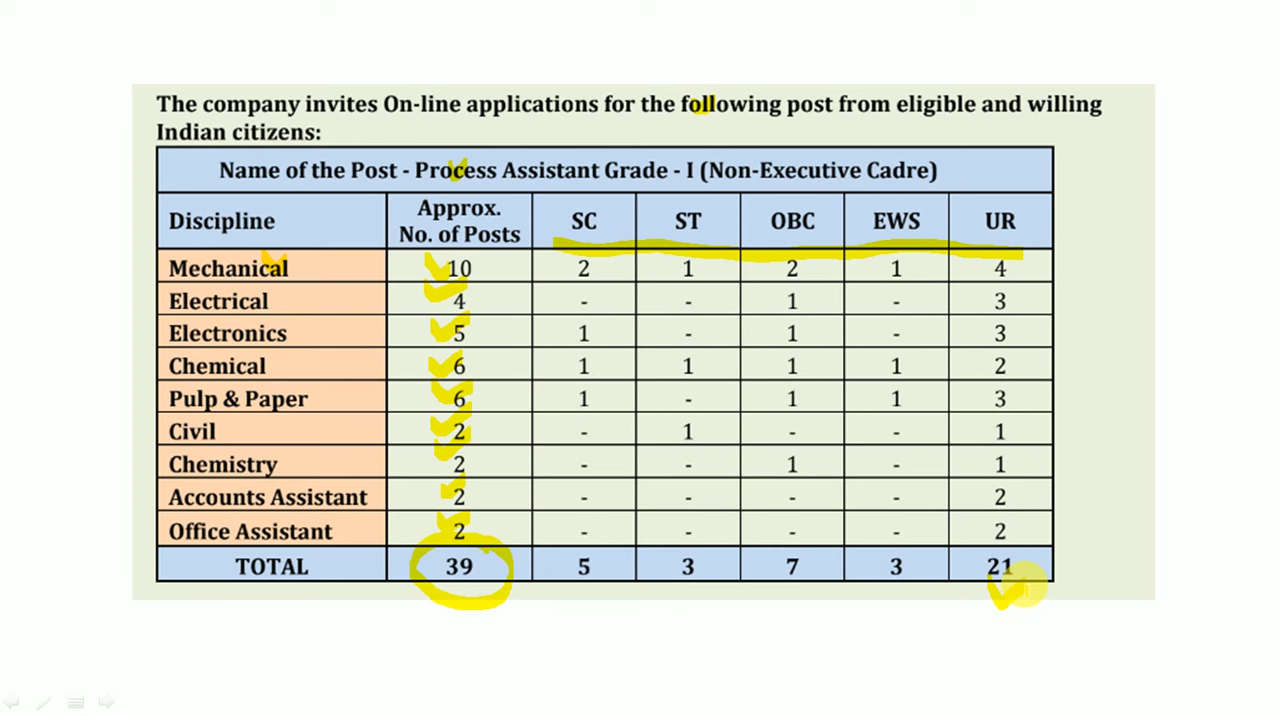 The company invites On-line applications for the following post from eligible and willing
Indian citizens:
Name of the Post - Process Assistant Grade - I (Non-Executive Cadre)
Discipline Approx. No. of Posts SC ST OBC EWS UR
Mechanical 10 2 1 2 1 4
Electrical 4 - - 1 - 3
Electronics 5 1 - 1 - 3
Chemical 6 1 1 1 1 2
Pulp & Paper 6 1 - 1 1 3
Civil 2 - 1 - - 1
Chemistry 2 - - 1 - 1
Accounts Assistant 2 - - - - 2
Office Assistant 2 - - - - 2
TOTAL 39 5 3 7 3 21